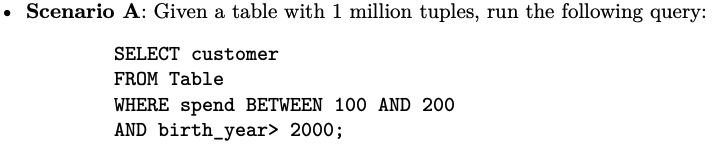 • Scenario A: Given a table with 1 million tuples, run the following query:
SELECT customer
FROM Table
WHERE spend BETWEEN 100 AND 200
AND birth_year> 2000;